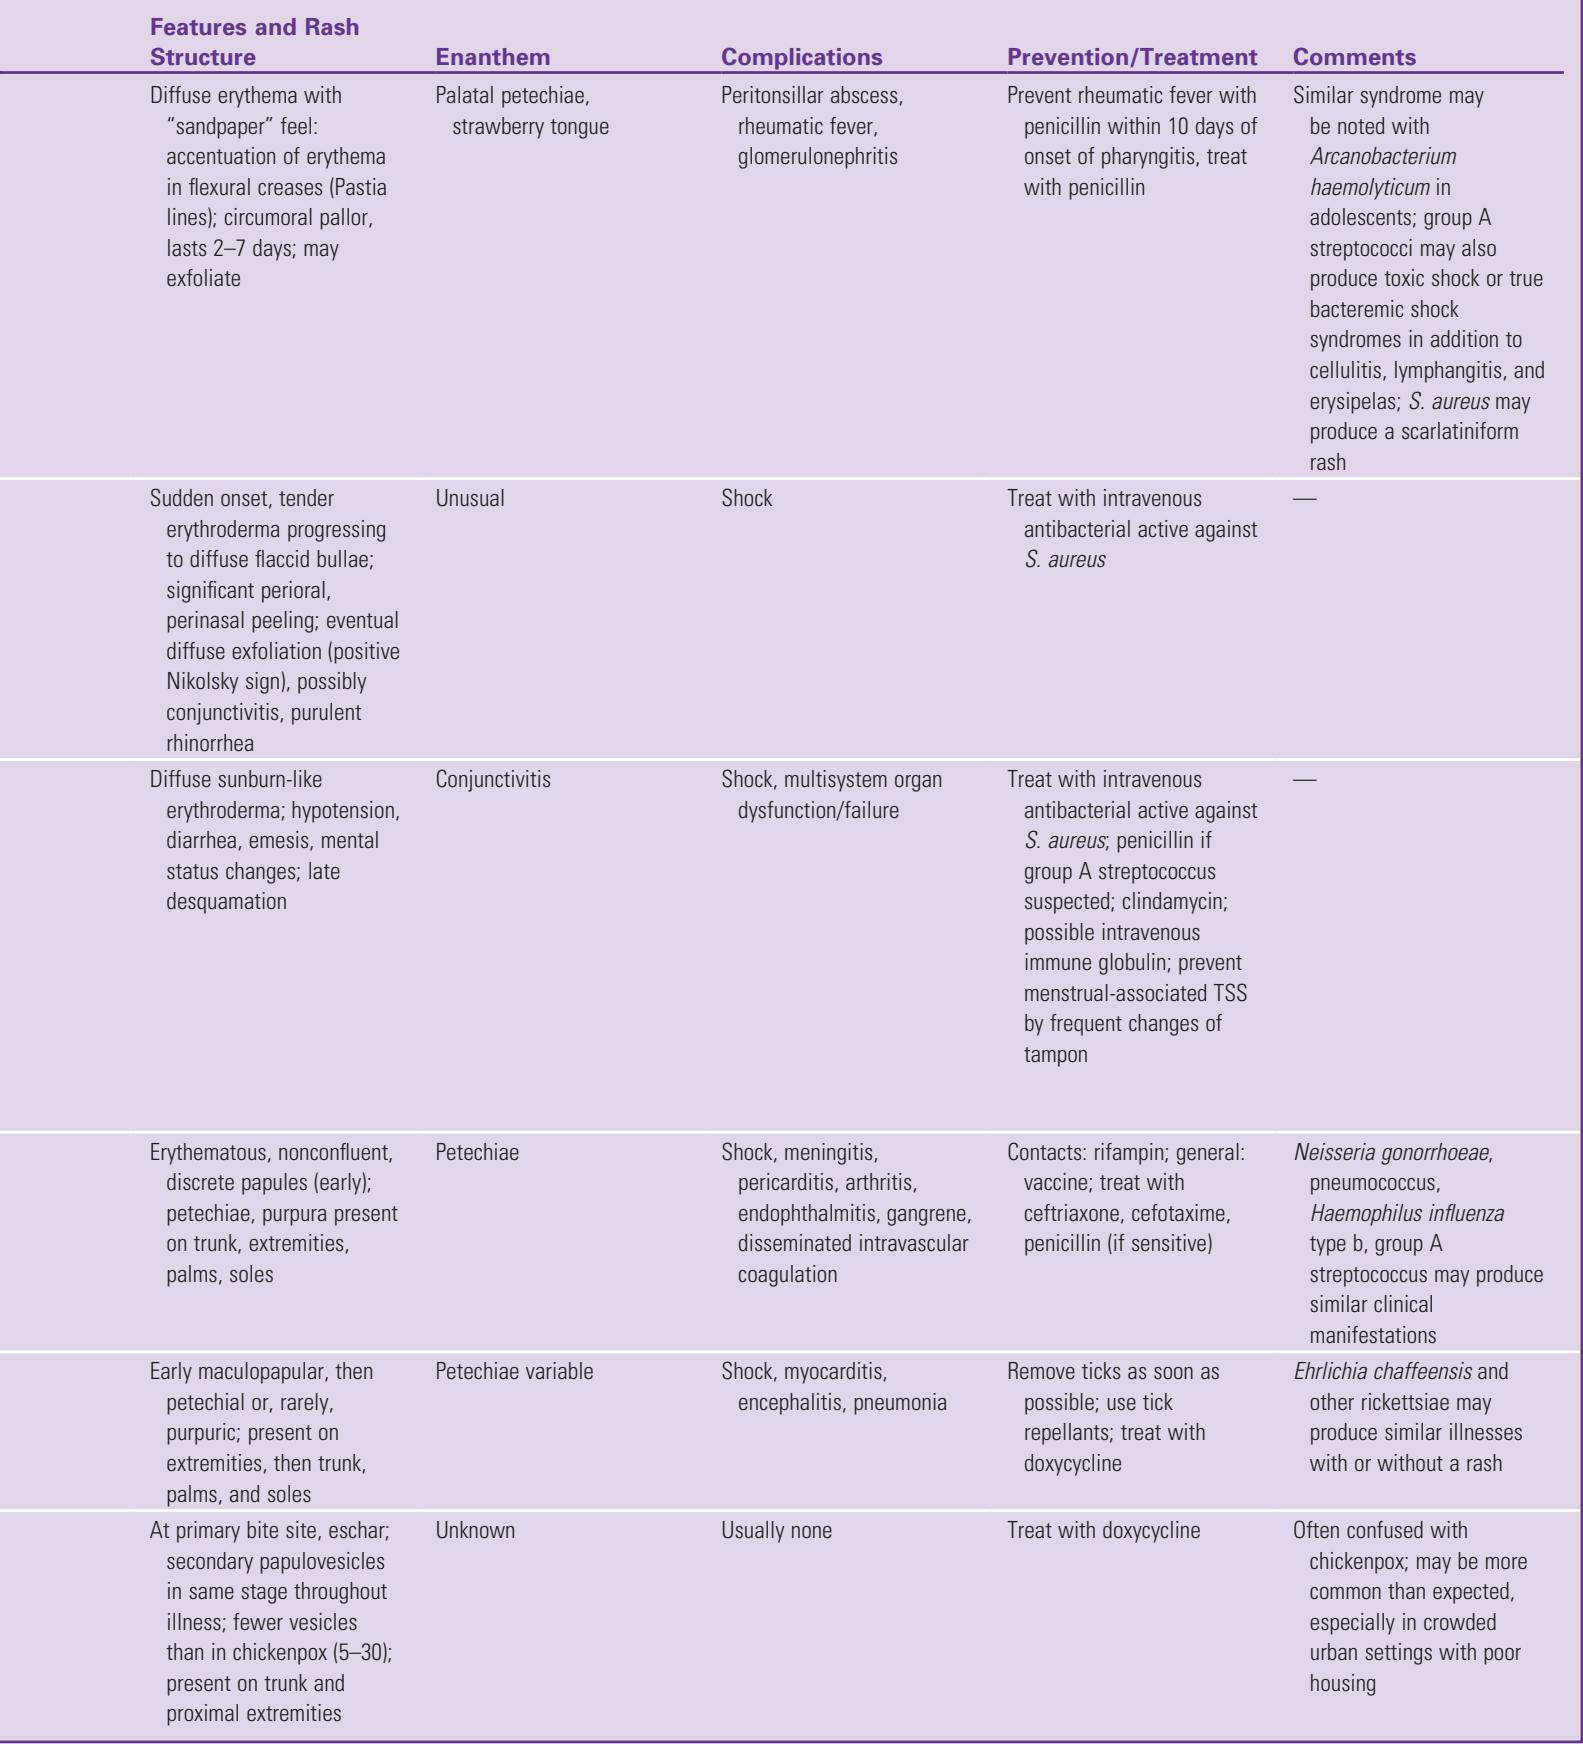 Features and Rash
Structure
Enanthem
Complications
Prevention/Treatment
Comments
Diffuse erythema with
“sandpaper” feel:
accentuation of erythema
in flexural creases (Pastia
lines); circumoral pallor,
lasts 2–7 days; may
exfoliate
Palatal petechiae,
strawberry tongue
Peritonsillar abscess,
rheumatic fever,
glomerulonephritis
Prevent rheumatic fever with
penicillin within 10 days of
onset of pharyngitis, treat
with penicillin
Similar syndrome may
be noted with
Arcanobacterium
haemolyticum in
adolescents; group A
streptococci may also
produce toxic shock or true
bacteremic shock
syndromes in addition to
cellulitis, lymphangitis, and
erysipelas; S. aureus may
produce a scarlatiniform
rash
Sudden onset, tender
erythroderma progressing
to diffuse flaccid bullae;
significant perioral,
perinasal peeling; eventual
diffuse exfoliation (positive
Nikolsky sign), possibly
conjunctivitis, purulent
rhinorrhea
Unusual
Shock
Treat with intravenous
antibacterial active against
S. aureus
—
Diffuse sunburn-like
erythroderma; hypotension,
diarrhea, emesis, mental
status changes; late
desquamation
Conjunctivitis
Shock, multisystem organ
dysfunction/failure
Treat with intravenous
antibacterial active against
S. aureus; penicillin if
group A streptococcus
suspected; clindamycin;
possible intravenous
immune globulin; prevent
menstrual-associated TSS
by frequent changes of
tampon
—
Erythematous, nonconfluent,
discrete papules (early);
petechiae, purpura present
on trunk, extremities,
palms, soles
Petechiae
Shock, meningitis,
pericarditis, arthritis,
endophthalmitis, gangrene,
disseminated intravascular
coagulation
Contacts: rifampin; general:
vaccine; treat with
ceftriaxone, cefotaxime,
penicillin (if sensitive)
Neisseria gonorrhoeae,
pneumococcus,
Haemophilus influenza
type b, group A
streptococcus may produce
similar clinical
manifestations
Early maculopapular, then
petechial or, rarely,
purpuric; present on
extremities, then trunk,
palms, and soles
Petechiae variable
Shock, myocarditis,
encephalitis, pneumonia
Remove ticks as soon as
possible; use tick
repellants; treat with
doxycycline
Ehrlichia chaffeensis and
other rickettsiae may
produce similar illnesses
with or without a rash
At primary bite site, eschar;
secondary papulovesicles
in same stage throughout
illness; fewer vesicles
than in chickenpox (5–30);
present on trunk and
proximal extremities
Unknown
Usually none
Treat with doxycycline
Often confused with
chickenpox; may be more
common than expected,
especially in crowded
urban settings with poor
housing